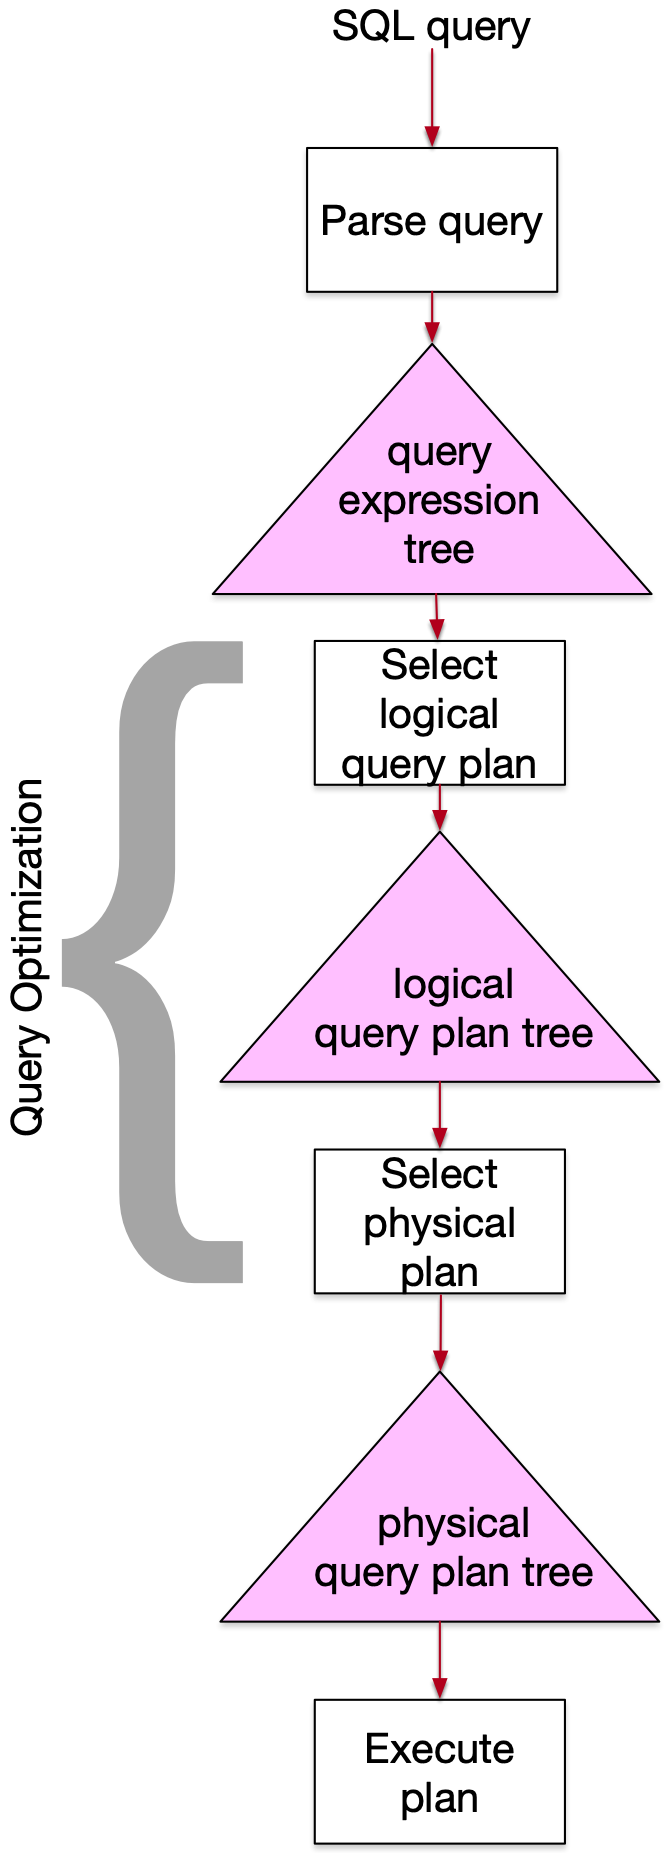 SQL query
Parse query
query
expression
tree
Select
logical
query plan
Query Optimization
logical
query plan tree
Select
physical
plan
physical
query plan tree
Execute
plan